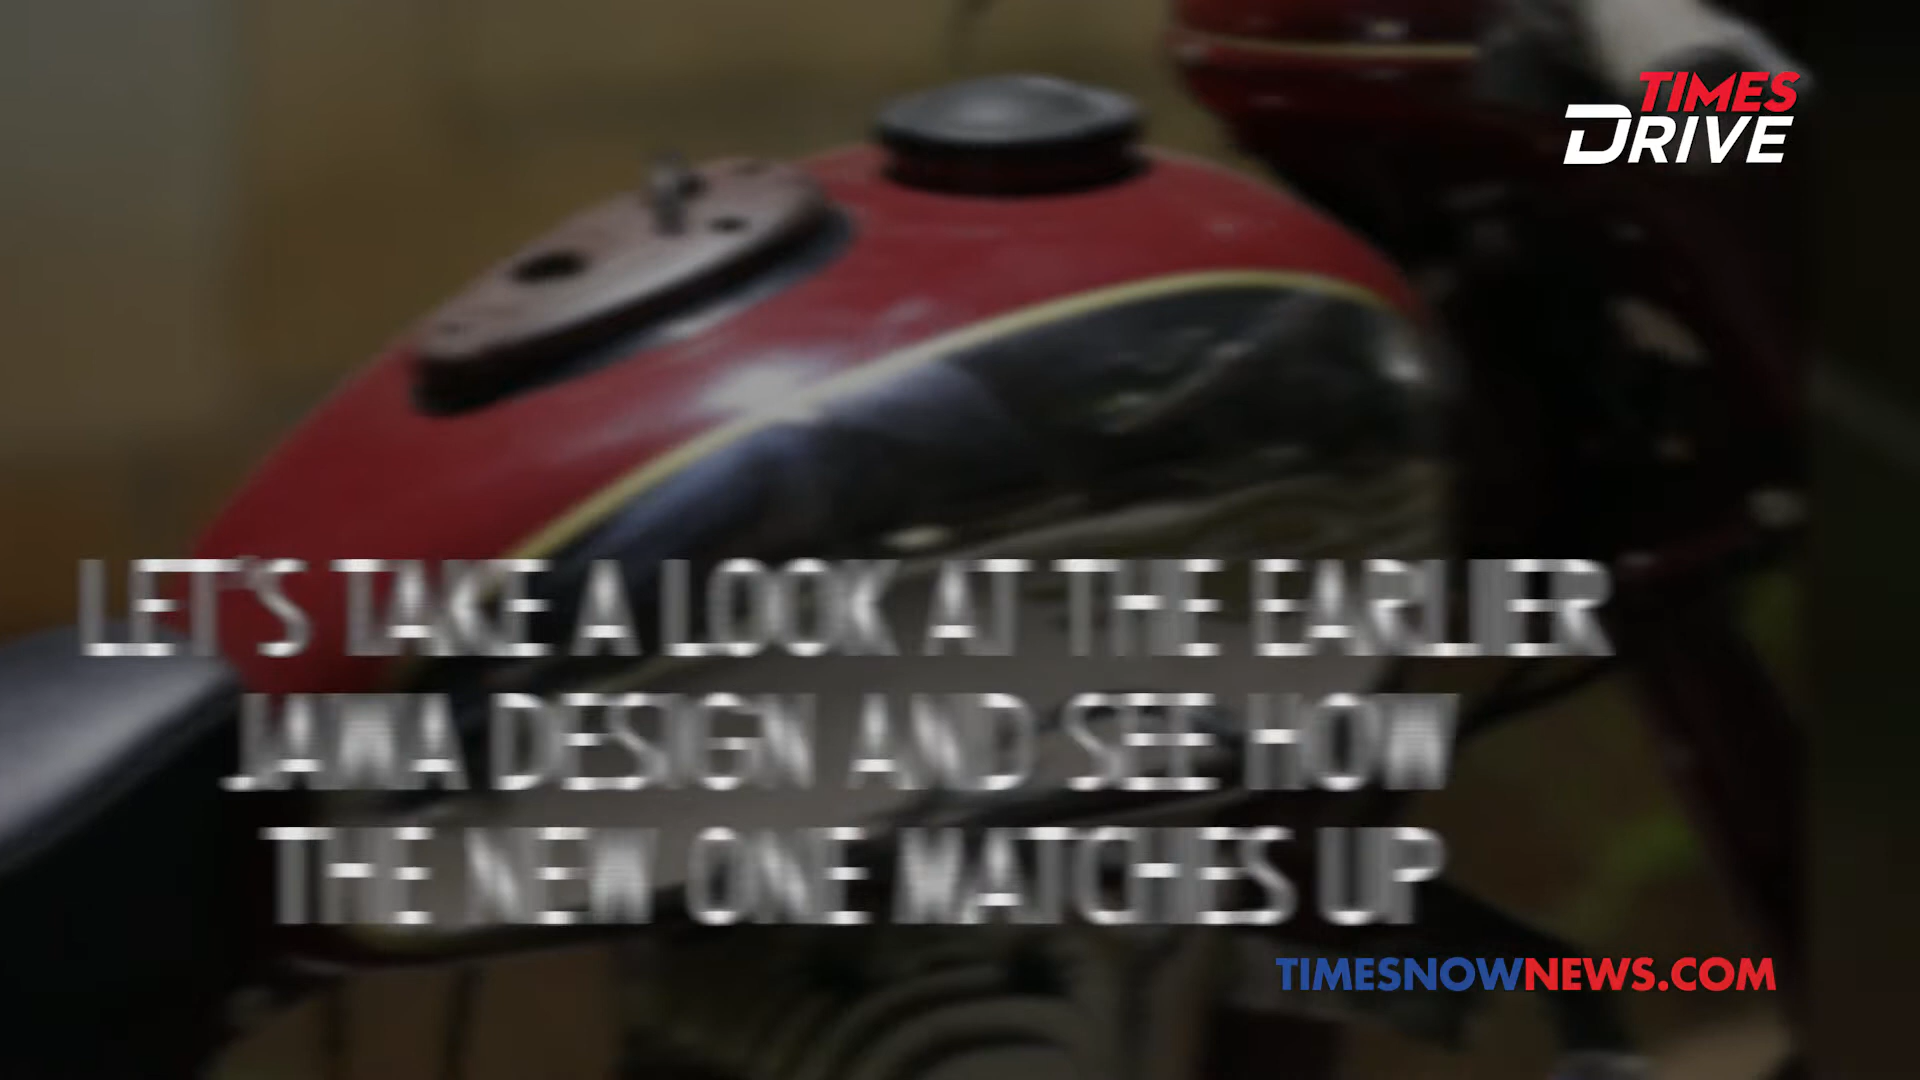 TIMES
DRIVE
LET'S TAKE A LOOK AT THE EARLIER
JAWA DESIGN AND SEE HOW
THE NEW ONE MATCHES UP
TIMESNOWNEWS.COM